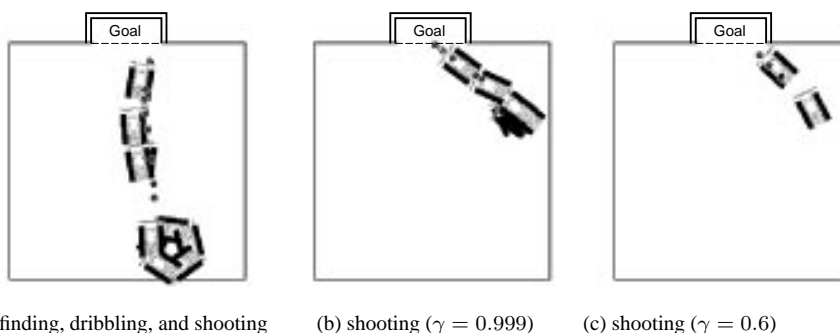 Goal
Goal
Goal
finding, dribbling, and shooting
(b) shooting (γ = 0.999)
(c) shooting (γ = 0.6)